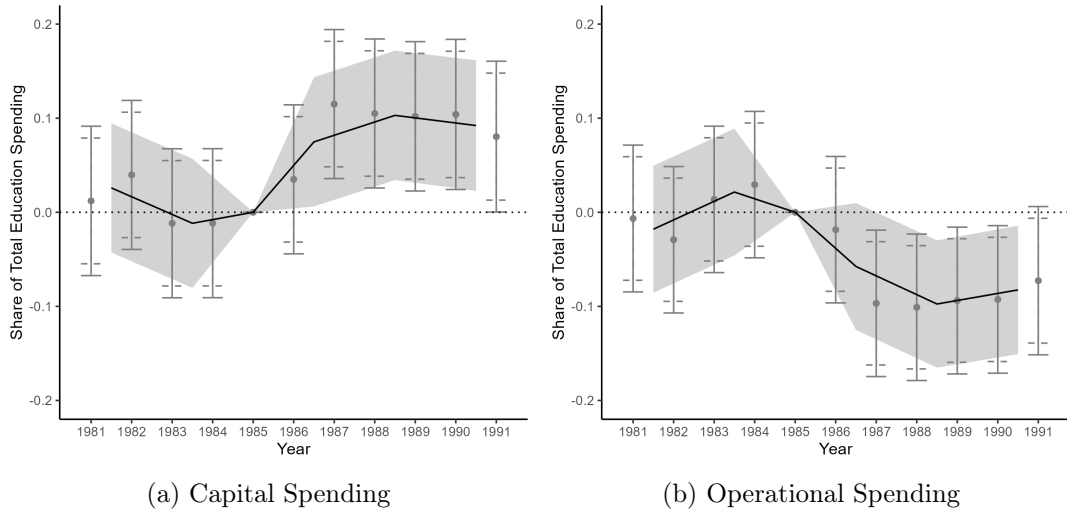 0.2
0.1
0.0
-0.1
-0.2
Share of Total Education Spending
1981 1982 1983 1984 1985 1986 1987 1988 1989 1990 1991
Year
(a) Capital Spending
0.2
0.1
0.0
-0.1
-0.2
Share of Total Education Spending
1981 1982 1983 1984 1985 1986 1987 1988 1989 1990 1991
Year
(b) Operational Spending